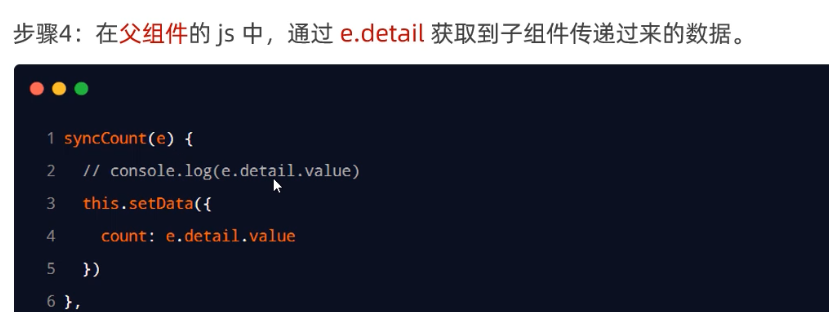 步骤4：在父组件的 js 中，通过 e.detail 获取到子组件传递过来的数据。
1 syncCount(e) {
2   // console.log(e.detail.value)
3   this.setData({
4     count: e.detail.value
5   })
6 },